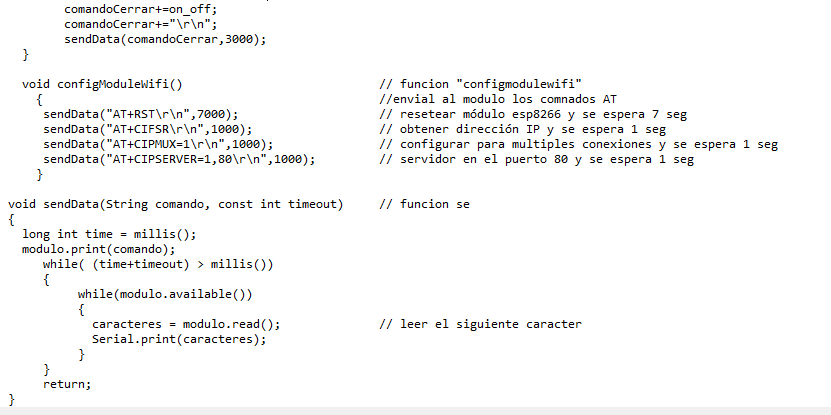 comandoCerrar+=on_off;
comandoCerrar+="\r\n";
sendData(comandoCerrar,3000);
}
void configModuleWifi() // funcion "configmodulewifi"
{ //envial al modulo los comnados AT
sendData("AT+RST\r\n",7000); // resetear módulo esp8266 y se espera 7 seg
sendData("AT+CIFSR\r\n",1000); // obtener dirección IP y se espera 1 seg
sendData("AT+CIPMUX=1\r\n",1000); // configurar para multiples conexiones y se espera 1 seg
sendData("AT+CIPSERVER=1,80\r\n",1000); // servidor en el puerto 80 y se espera 1 seg
}
void sendData(String comando, const int timeout) // funcion se
{
long int time = millis();
modulo.print(comando);
while( (time+timeout) > millis())
{
while(modulo.available())
{
caracteres = modulo.read(); // leer el siguiente caracter
Serial.print(caracteres);
}
}
return;
}